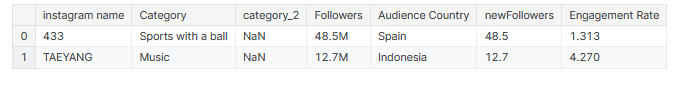 instagram name Category category_2 Followers Audience Country newFollowers Engagement Rate
0 433 Sports with a ball NaN 48.5M Spain 48.5 1.313
1 TAEYANG Music NaN 12.7M Indonesia 12.7 4.270